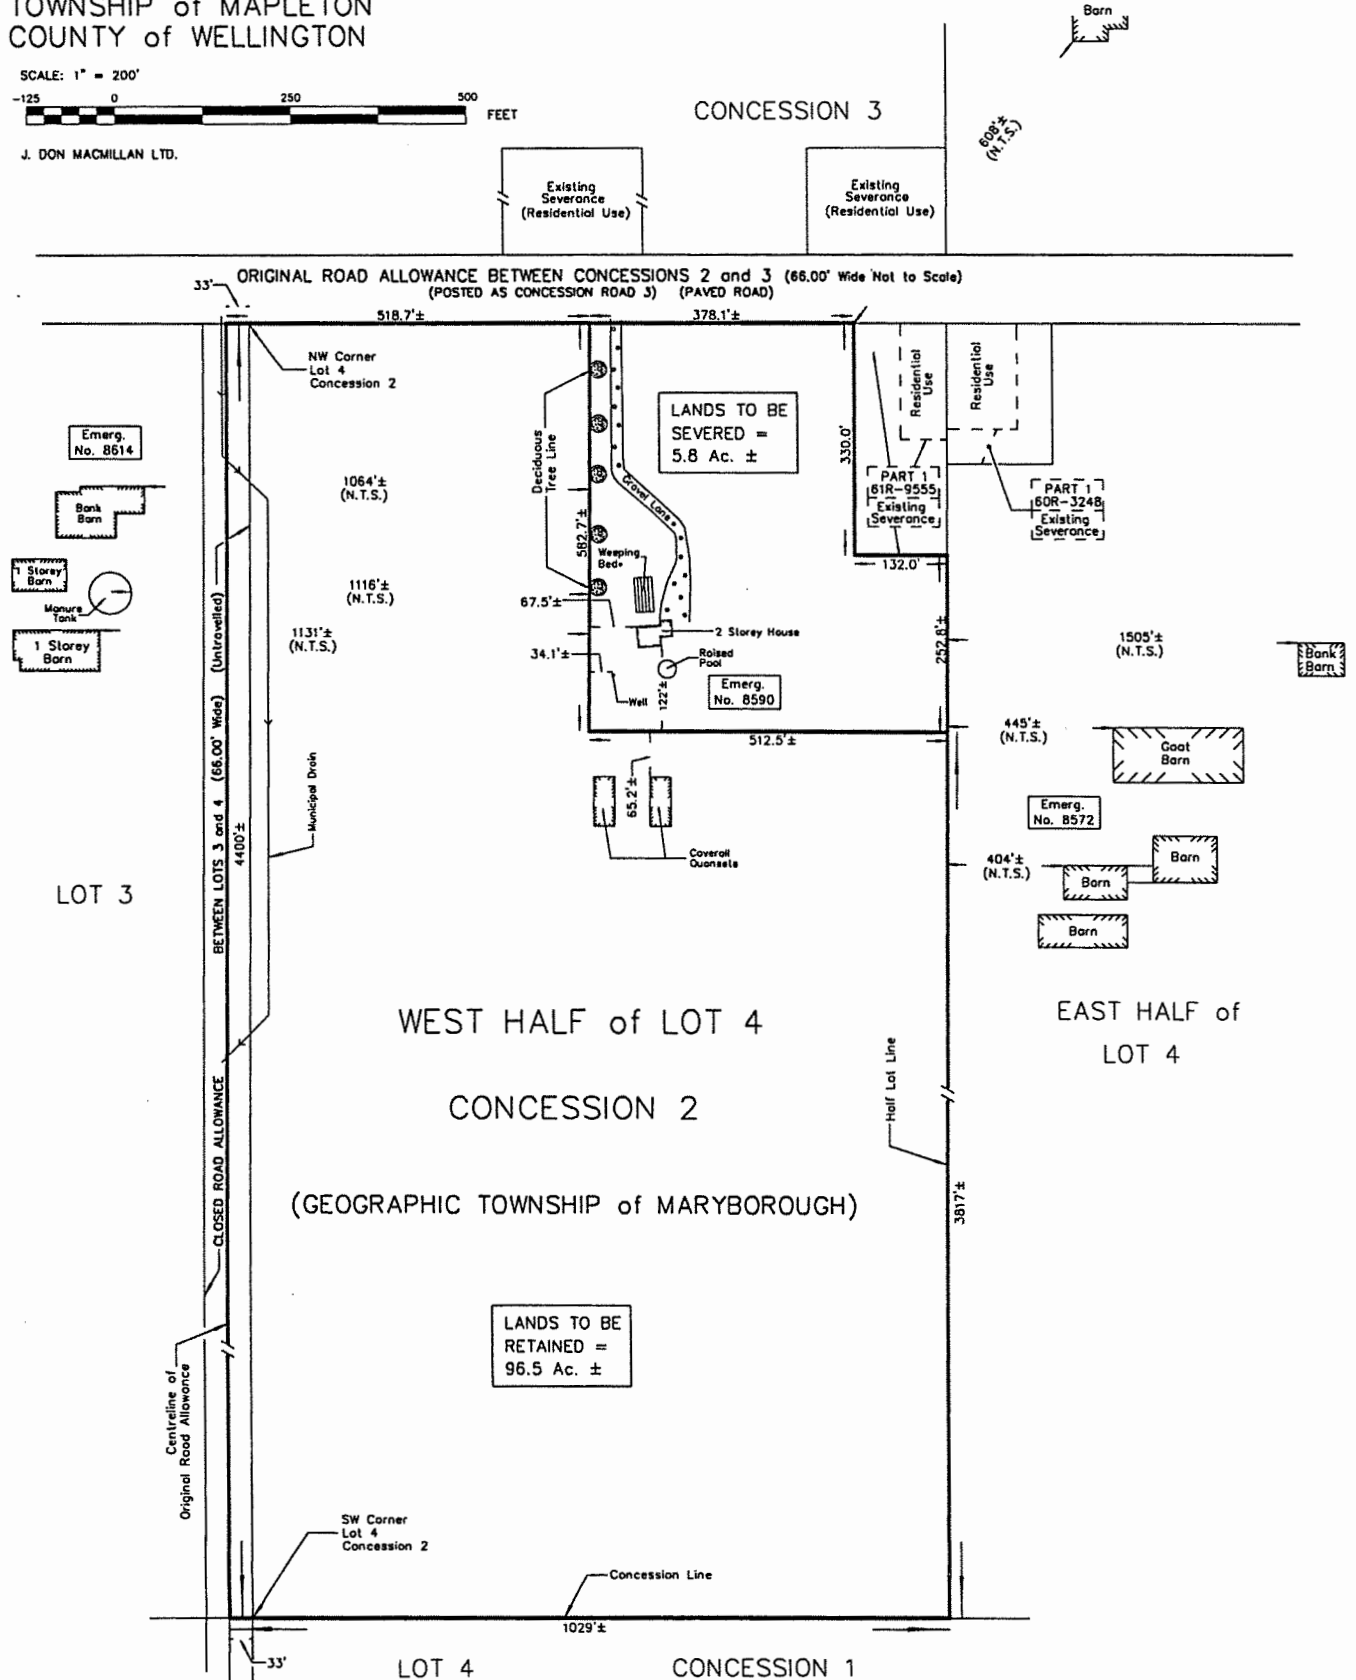 TOWNSHIP of MAPLETON
COUNTY of WELLINGTON
SCALE: 1" = 200'
-125 0 250 500
FEET
J. DON MACMILLAN LTD.
CONCESSION 3
Barn
608'±
(N.T.S.)
Existing
Severance
(Residential Use)
Existing
Severance
(Residential Use)
ORIGINAL ROAD ALLOWANCE BETWEEN CONCESSIONS 2 and 3 (66.00' Wide Not to Scale)
(POSTED AS CONCESSION ROAD 3) (PAVED ROAD)
33'
518.7'±
378.1'±
NW Corner
Lot 4
Concession 2
Deciduous
Tree Line
LANDS TO BE
SEVERED =
5.8 Ac. ±
330.0'
Residential
Use
Residential
Use
Emerg.
No. 8614
1064'±
(N.T.S.)
Gravel Lane
PART 1
61R-9555
Existing
Severance
PART 1
60R-3248
Existing
Severance
Bank
Barn
582.7'±
Weeping
Bed
132.0'
1 Storey
Barn
Manure
Tank
1116'±
(N.T.S.)
67.5'±
1 Storey
Barn
1131'±
(N.T.S.)
2 Storey House
252.8'±
1505'±
(N.T.S.)
Bank
Barn
34.1'±
Raised
Pool
Well
122'±
Emerg.
No. 8590
512.5'±
445'±
(N.T.S.)
Goat
Barn
BETWEEN LOTS 3 and 4 (66.00' Wide) (Untravelled)
4400'±
Municipal Drain
65.2'±
Coverall
Quonsets
Emerg.
No. 8572
404'±
(N.T.S.)
Barn
Barn
Barn
LOT 3
WEST HALF of LOT 4
EAST HALF of
LOT 4
CONCESSION 2
Half Lot Line
CLOSED ROAD ALLOWANCE
(GEOGRAPHIC TOWNSHIP of MARYBOROUGH)
3817'±
LANDS TO BE
RETAINED =
96.5 Ac. ±
Centreline of
Original Road Allowance
SW Corner
Lot 4
Concession 2
Concession Line
1029'±
33'
LOT 4
CONCESSION 1